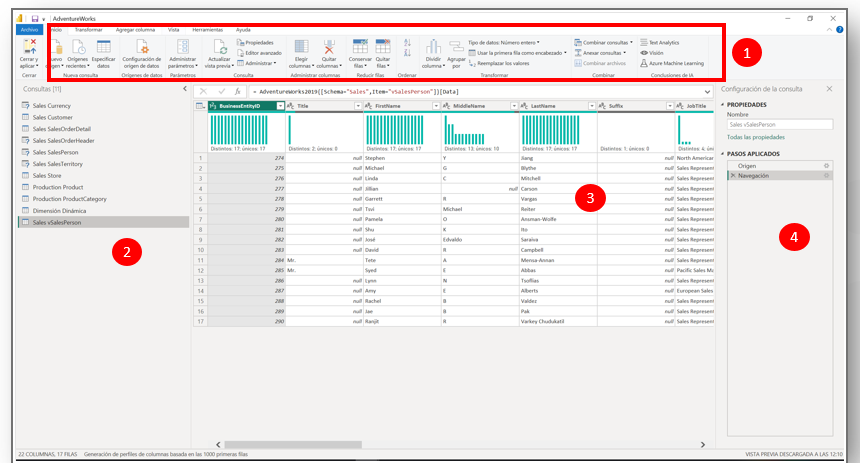 AdventureWorks
Archivo Inicio Transformar Agregar columna Vista Herramientas Ayuda
Cerrar y aplicar
Cerrar
Nuevo origen
Orígenes recientes
Especificar datos
Nueva consulta
Configuración de origen de datos
Orígenes de datos
Administrar parámetros
Parámetros
Actualizar vista previa
Propiedades
Editor avanzado
Administrar
Consulta
Elegir columnas
Quitar columnas
Administrar columnas
Conservar filas
Quitar filas
Reducir filas
Ordenar
Dividir columna
Agrupar por
Tipo de datos: Número entero
Usar la primera fila como encabezado
Reemplazar los valores
Transformar
Combinar consultas
Anexar consultas
Combinar archivos
Combinar
Text Analytics
Visión
Azure Machine Learning
Conclusiones de IA
1
Consultas [11]
Sales Currency
Sales Customer
Sales SalesOrderDetail
Sales SalesOrderHeader
Sales SalesPerson
Sales SalesTerritory
Sales Store
Production Product
Production ProductCategory
Dimensión Dinámica
Sales vSalesPerson
2
= AdventureWorks2019{[Schema="Sales",Item="vSalesPerson"]}[Data]
BusinessEntityID Title FirstName MiddleName LastName Suffix JobTitle
Distintos: 17; únicos: 17 Distintos: 2; únicos: 0 Distintos: 17; únicos: 17 Distintos: 13; únicos: 10 Distintos: 17; únicos: 17 Distintos: 1; únicos: 0 Distintos: 4; úni
1 274 null Stephen Y Jiang null North American
2 275 null Michael G Blythe null Sales Represent
3 276 null Linda C Mitchell null Sales Represent
4 277 null Jillian null Carson null Sales Represent
5 278 null Garrett R Vargas null Sales Represent
6 279 null Tsvi Michael Reiter null Sales Represent
7 280 null Pamela O Ansman-Wolfe null Sales Represent
8 281 null Shu K Ito null Sales Represent
9 282 null José Edvaldo Saraiva null Sales Represent
10 283 null David R Campbell null Sales Represent
11 284 Mr. Tete A Mensa-Annan null Sales Represent
12 285 Mr. Syed E Abbas null Pacific Sales Ma
13 286 null Lynn N Tsoflias null Sales Represent
14 287 null Amy E Alberts null European Sales
15 288 null Rachel B Valdez null Sales Represent
16 289 null Jae B Pak null Sales Represent
17 290 null Ranjit R Varkey Chudukatil null Sales Represent
3
Configuración de la consulta
PROPIEDADES
Nombre
Sales vSalesPerson
Todas las propiedades
PASOS APLICADOS
Origen
Navegación
4
22 COLUMNAS, 17 FILAS Generación de perfiles de columnas basada en las 1000 primeras filas
VISTA PREVIA DESCARGADA A LAS 12:10